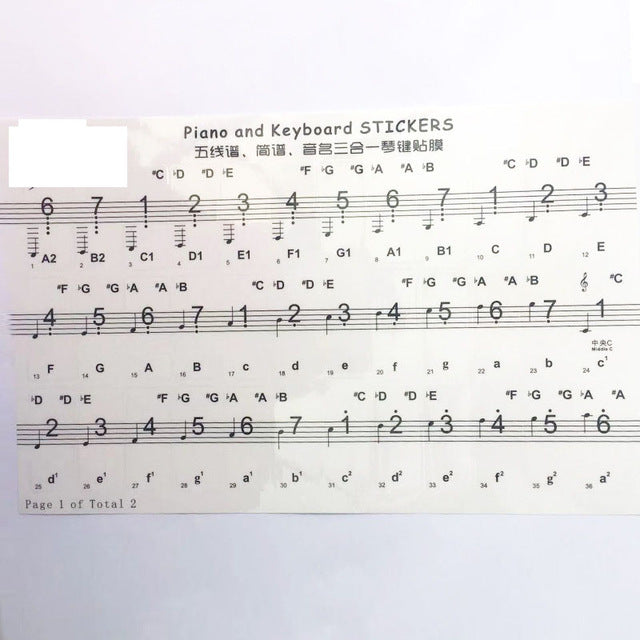 Piano and Keyboard STICKERS
五线谱、简谱、音名三合一琴键贴膜
#C ♭D #D ♭E #F ♭G #G ♭A #A ♭B #C ♭D #D ♭E
6 7 1 2 3 4 5 6 7 1 2 3
1 A2 2 B2 3 C1 4 D1 5 E1 6 F1 7 G1 8 A1 9 B1 10 C 11 D 12 E
#F ♭G #G ♭A #A ♭B #C ♭D #D ♭E #F ♭G #G ♭A #A ♭B #C
4 5 6 7 1 2 3 4 5 6 7 1
中央C
Middle C
13 F 14 G 15 A 16 B 17 c 18 d 19 e 20 f 21 g 22 a 23 b 24 c¹
♭D #D ♭E #F ♭G #G ♭A #A ♭B #C ♭D #D ♭E #F ♭G #G ♭A #A
2 3 4 5 6 7 1 2 3 4 5 6
25 d¹ 26 e¹ 27 f¹ 28 g¹ 29 a¹ 30 b¹ 31 c² 32 d² 33 e² 34 f² 35 g² 36 a²
Page 1 of Total 2